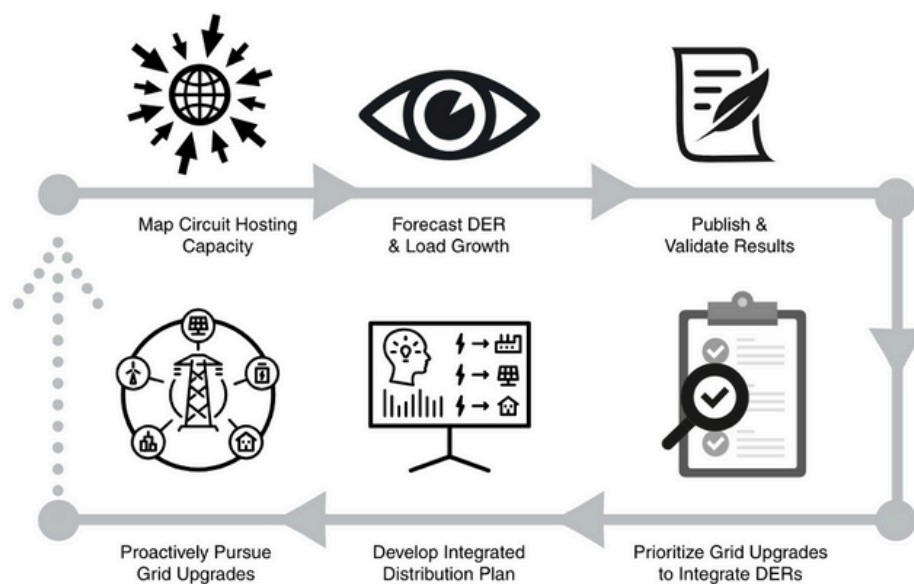 Map Circuit Hosting
Capacity
Forecast DER
& Load Growth
Publish &
Validate Results
Proactively Pursue
Grid Upgrades
Develop Integrated
Distribution Plan
Prioritize Grid Upgrades
to Integrate DERs